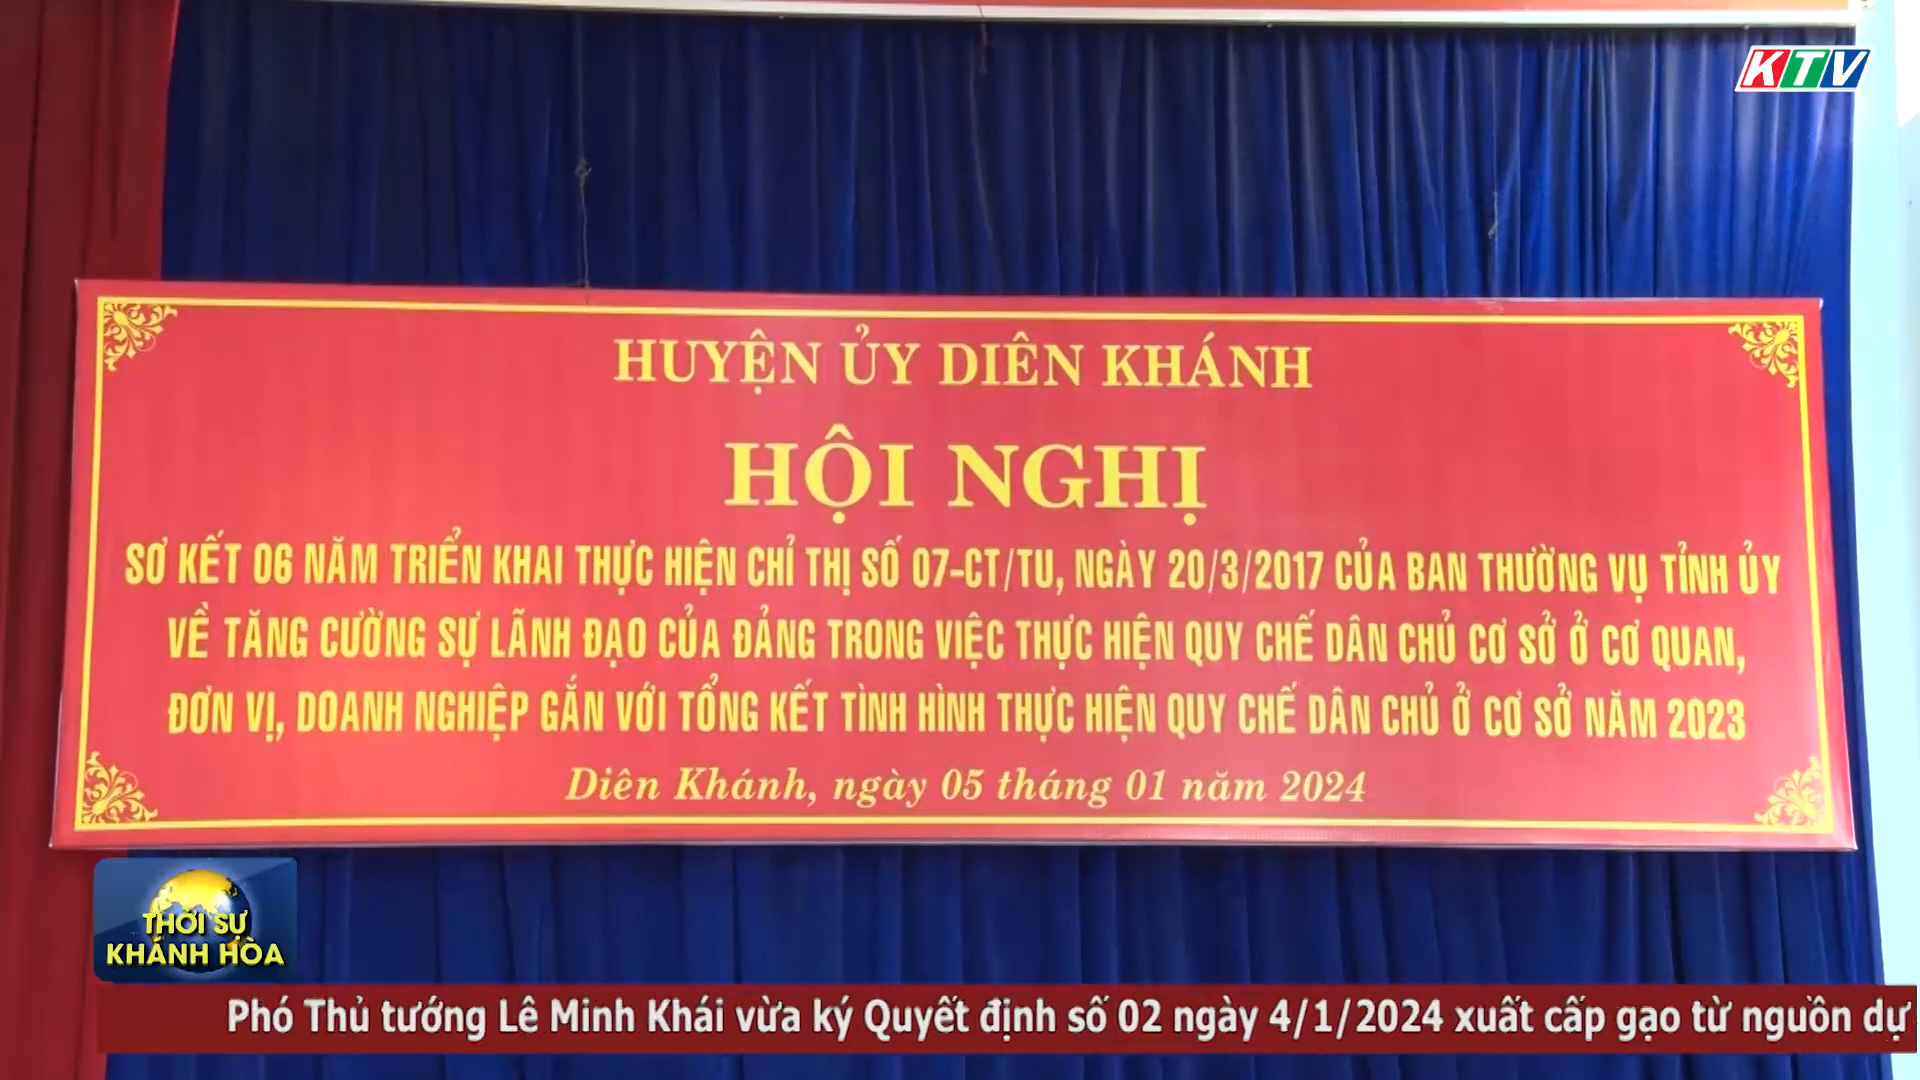 KTV
HUYỆN ỦY DIÊN KHÁNH
HỘI NGHỊ
SƠ KẾT 06 NĂM TRIỂN KHAI THỰC HIỆN CHỈ THỊ SỐ 07-CT/TU, NGÀY 20/3/2017 CỦA BAN THƯỜNG VỤ TỈNH ỦY
VỀ TĂNG CƯỜNG SỰ LÃNH ĐẠO CỦA ĐẢNG TRONG VIỆC THỰC HIỆN QUY CHẾ DÂN CHỦ CƠ SỞ Ở CƠ QUAN,
ĐƠN VỊ, DOANH NGHIỆP GẮN VỚI TỔNG KẾT TÌNH HÌNH THỰC HIỆN QUY CHẾ DÂN CHỦ Ở CƠ SỞ NĂM 2023
Diên Khánh, ngày 05 tháng 01 năm 2024
THỜI SỰ
KHÁNH HÒA
Phó Thủ tướng Lê Minh Khái vừa ký Quyết định số 02 ngày 4/1/2024 xuất cấp gạo từ nguồn dự